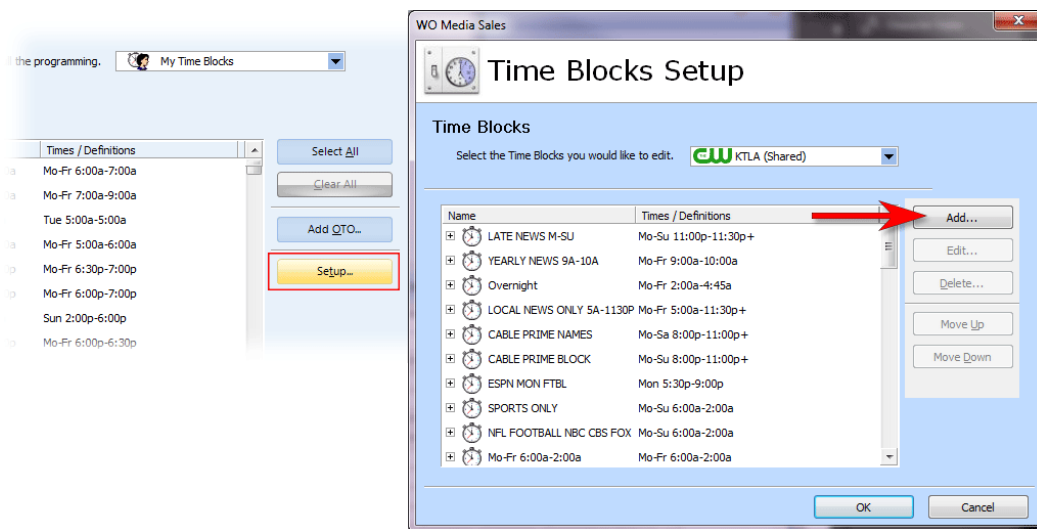 the programming.
My Time Blocks
Times / Definitions
Mo-Fr 6:00a-7:00a
Mo-Fr 7:00a-9:00a
Tue 5:00a-5:00a
Mo-Fr 5:00a-6:00a
Mo-Fr 6:30p-7:00p
Mo-Fr 6:00p-7:00p
Sun 2:00p-6:00p
Mo-Fr 6:00p-6:30p
Select All
Clear All
Add OTO...
Setup...
WO Media Sales
Time Blocks Setup
Time Blocks
Select the Time Blocks you would like to edit. CW KTLA (Shared)
Name Times / Definitions
LATE NEWS M-SU Mo-Su 11:00p-11:30p+
YEARLY NEWS 9A-10A Mo-Fr 9:00a-10:00a
Overnight Mo-Fr 2:00a-4:45a
LOCAL NEWS ONLY 5A-1130P Mo-Fr 5:00a-11:30p+
CABLE PRIME NAMES Mo-Sa 8:00p-11:00p+
CABLE PRIME BLOCK Mo-Su 8:00p-11:00p+
ESPN MON FTBL Mon 5:30p-9:00p
SPORTS ONLY Mo-Su 6:00a-2:00a
NFL FOOTBALL NBC CBS FOX Mo-Su 6:00a-2:00a
Mo-Fr 6:00a-2:00a Mo-Fr 6:00a-2:00a
Add...
Edit...
Delete...
Move Up
Move Down
OK
Cancel